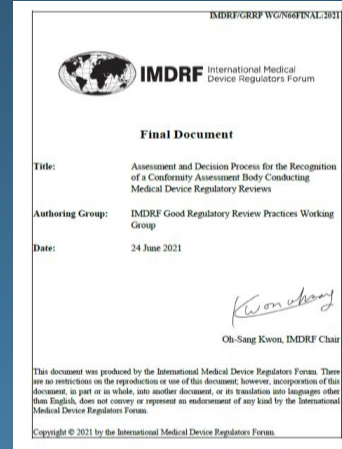 IMDRF/GRRP WG/N66FINAL:2021
IMDRF International Medical
Device Regulators Forum
Final Document
Title: Assessment and Decision Process for the Recognition
of a Conformity Assessment Body Conducting
Medical Device Regulatory Reviews
Authoring Group: IMDRF Good Regulatory Review Practices Working
Group
Date: 24 June 2021
Oh-Sang Kwon, IMDRF Chair
This document was produced by the International Medical Device Regulators Forum. There
are no restrictions on the reproduction or use of this document; however, incorporation of this
document, in part or in whole, into another document, or its translation into languages other
than English, does not convey or represent an endorsement of any kind by the International
Medical Device Regulators Forum.
Copyright © 2021 by the International Medical Device Regulators Forum.